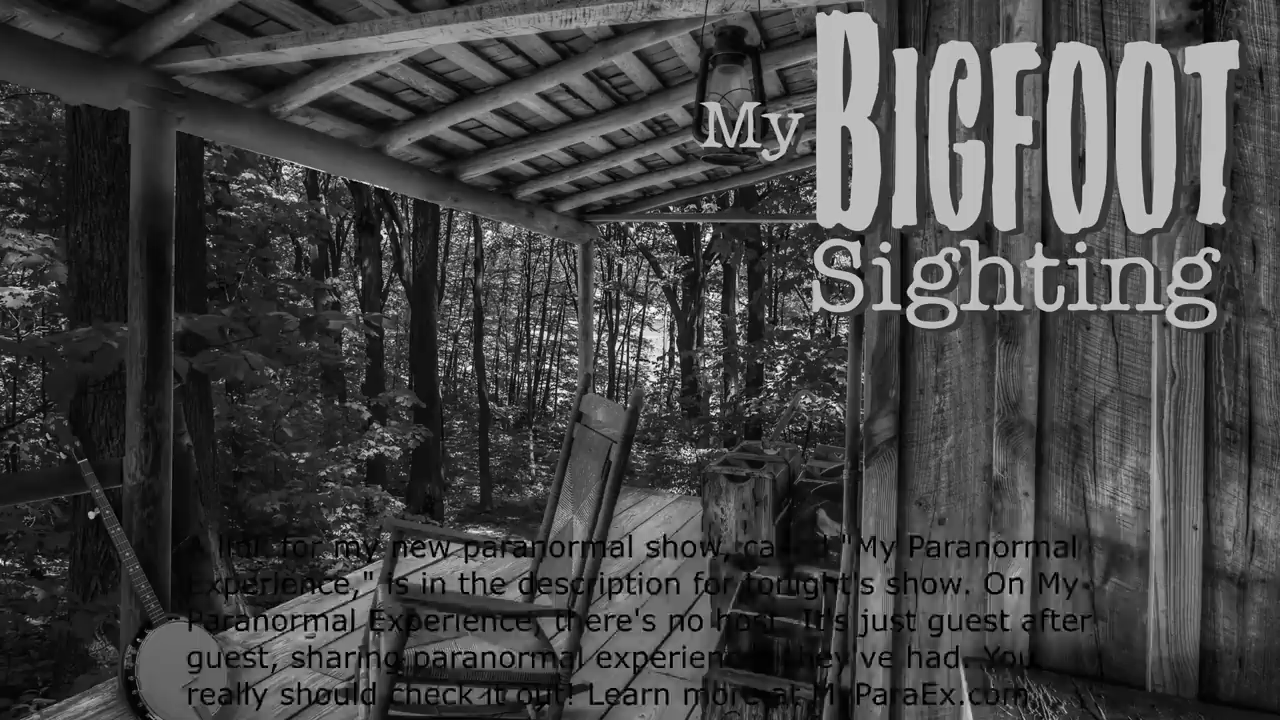 My BIGFOOT
Sighting
A link for my new paranormal show, called "My Paranormal
Experience," is in the description for tonight's show. On My
Paranormal Experience, there's no host. It's just guest after
guest, sharing paranormal experiences they've had. You
really should check it out! Learn more at MyParaEx.com.